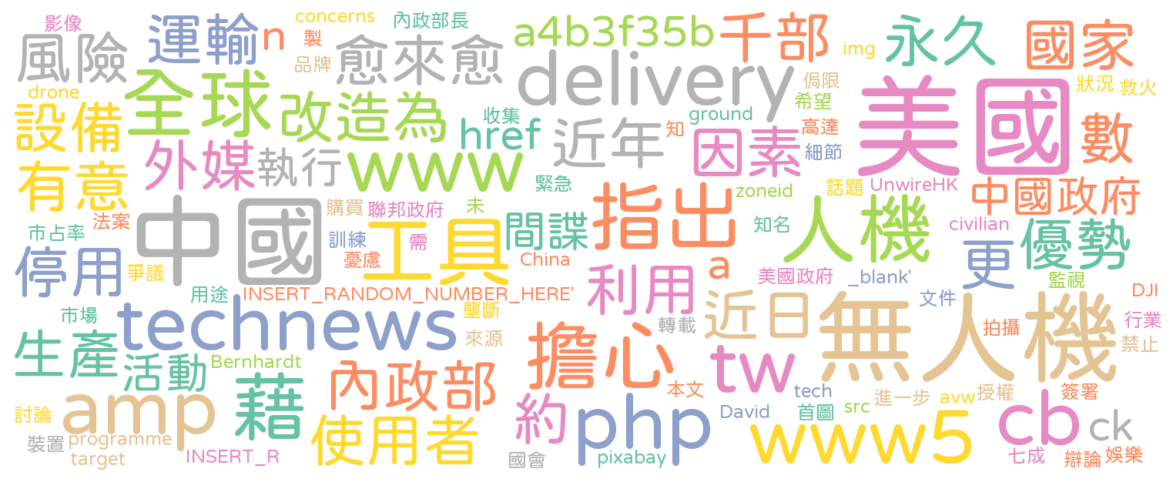 影像
concerns
內政部長
風險
運輸
n
製
品牌
愈來愈
a4b3f35b
千部
img
永久
國家
drone
全球
改造為
delivery
侷限
希望
狀況
救火
設備
收集
href
ground
知
高達
細節
美國
數
外媒
執行
www
近年
因素
有意
緊急
zoneid
話題
UnwireHK
中國政府
市占率
法案
中國
購買
聯邦政府
未
間諜
指出
人機
知名
civilian
優勢
訓練
需
憂慮
工具
China
a
更
停用
爭議
用途
INSERT_RANDOM_NUMBER_HERE'
利用
美國政府
_blank'
文件
監視
DJI
市場
technews
壟斷
來源
轉載
近日
無人機
拍攝
行業
禁止
生產
活動
Bernhardt
擔心
tw
內政部
藉
本文
tech
進一步
授權
簽署
amp
約
php
David
首圖
src
avw
cb
ck
討論
使用者
www5
裝置
programme
target
INSERT_R
國會
pixabay
七成
辯論
娛樂